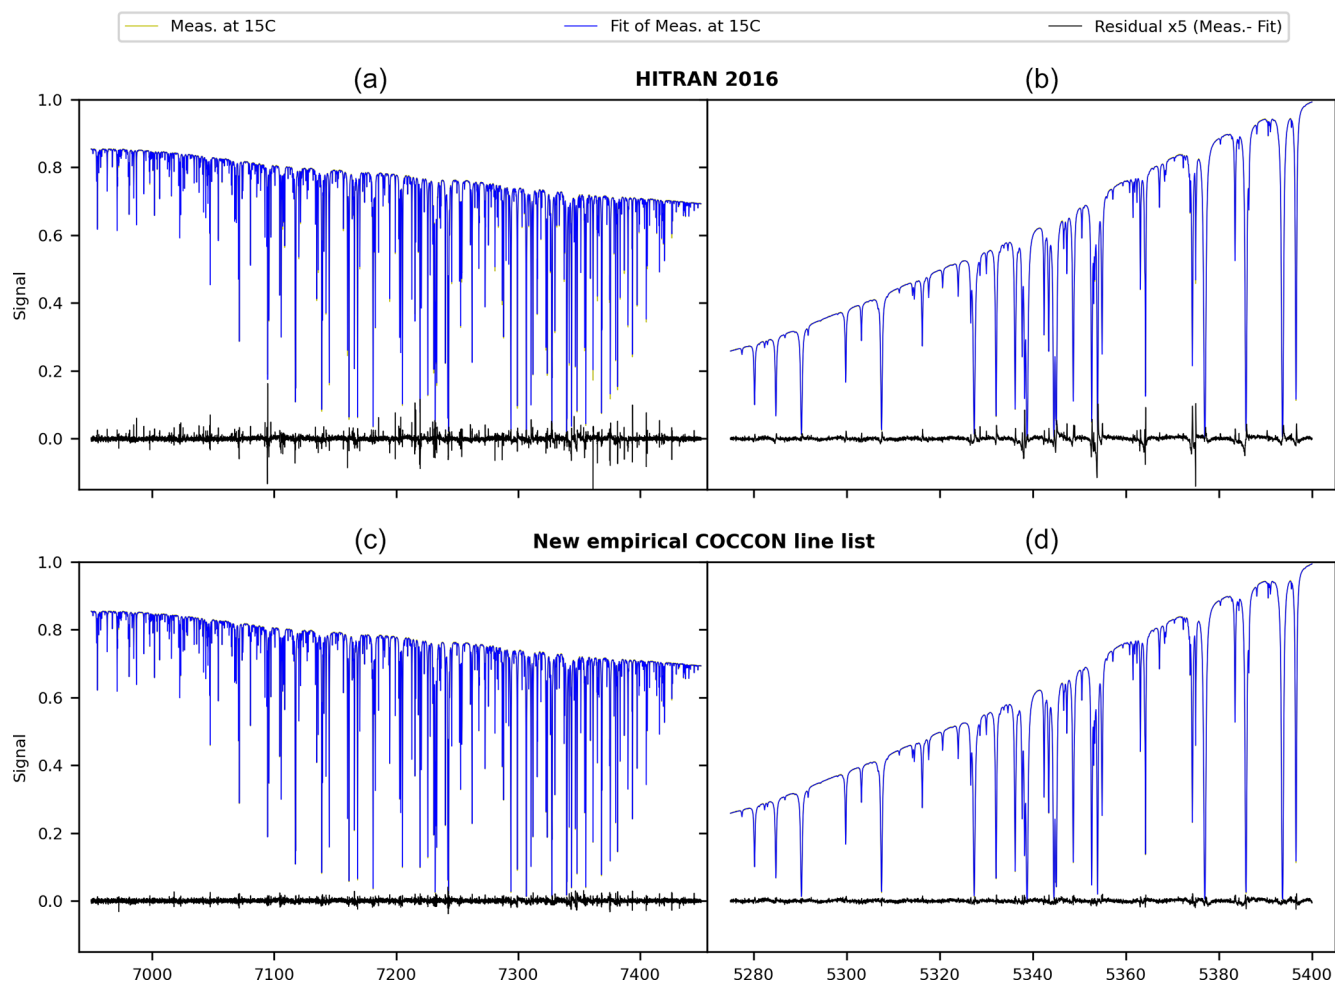 Meas. at 15C
Fit of Meas. at 15C
Residual x5 (Meas.- Fit)
(a)
HITRAN 2016
(b)
1.0
0.8
0.6
0.4
0.2
0.0
Signal
(c)
New empirical COCCON line list
(d)
1.0
0.8
0.6
0.4
0.2
0.0
Signal
7000 7100 7200 7300 7400 5280 5300 5320 5340 5360 5380 5400